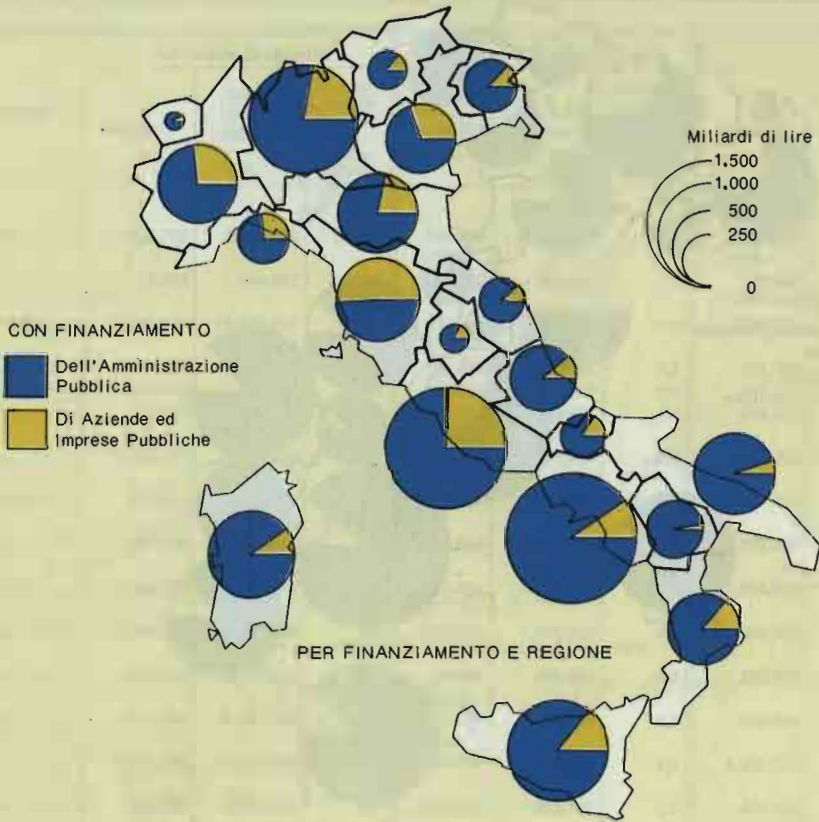 Miliardi di lire
1.500
1.000
500
250
0
CON FINANZIAMENTO
Dell'Amministrazione
Pubblica
Di Aziende ed
Imprese Pubbliche
PER FINANZIAMENTO E REGIONE